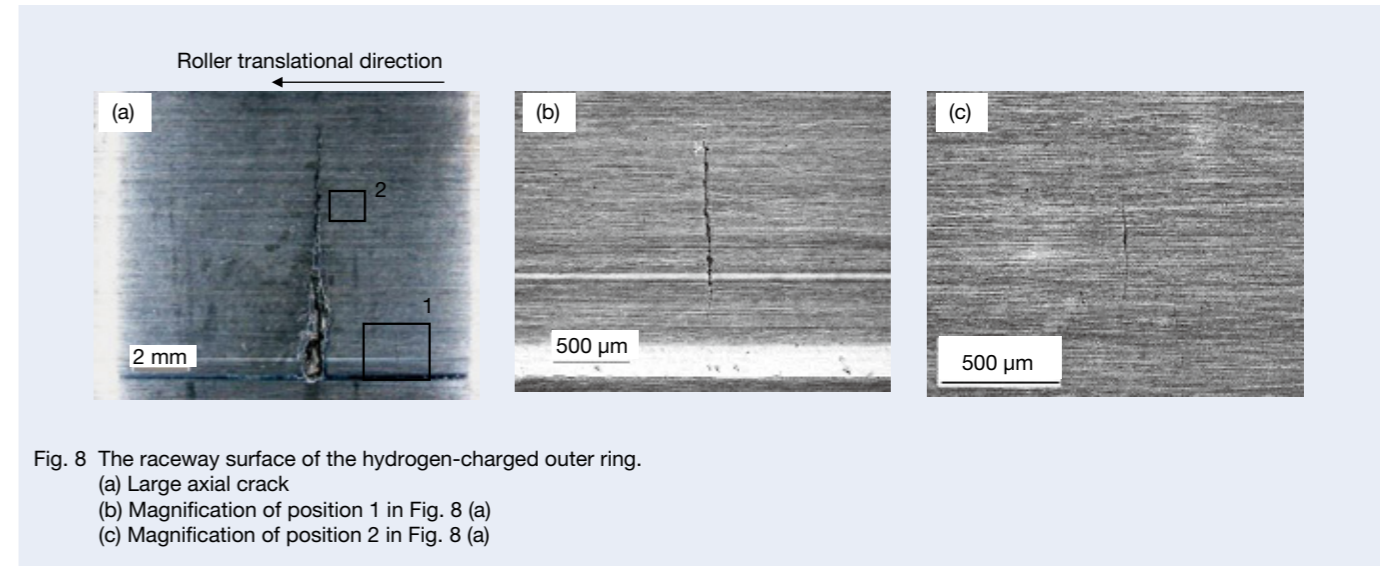 Roller translational direction
(a)
2
1
2 mm
(b)
500 µm
(c)
500 µm
Fig. 8 The raceway surface of the hydrogen-charged outer ring.
(a) Large axial crack
(b) Magnification of position 1 in Fig. 8 (a)
(c) Magnification of position 2 in Fig. 8 (a)